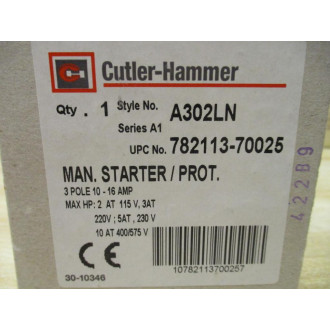 Cutler-Hammer
Qty . 1 Style No. A302LN
Series A1
UPC No. 782113-70025
MAN. STARTER / PROT.
3 POLE 10 - 16 AMP
MAX HP: 2 AT 115 V, 3AT
220V ; 5AT , 230 V
10 AT 400/575 V
CE
30-10346
10782113700257
422B9